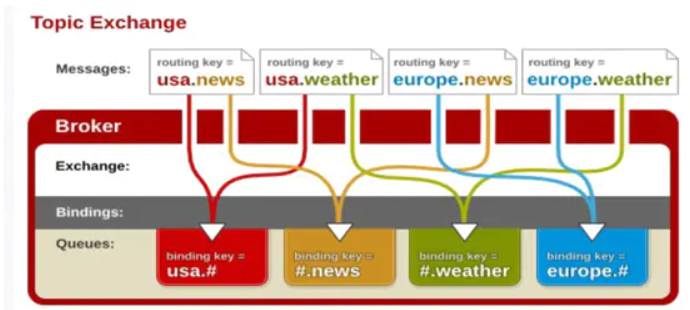 Topic Exchange
Messages:
routing key =
usa.news
routing key =
usa.weather
routing key =
europe.news
routing key =
europe.weather
Broker
Exchange:
Bindings:
Queues:
binding key =
usa.#
binding key =
#.news
binding key =
#.weather
binding key =
europe.#